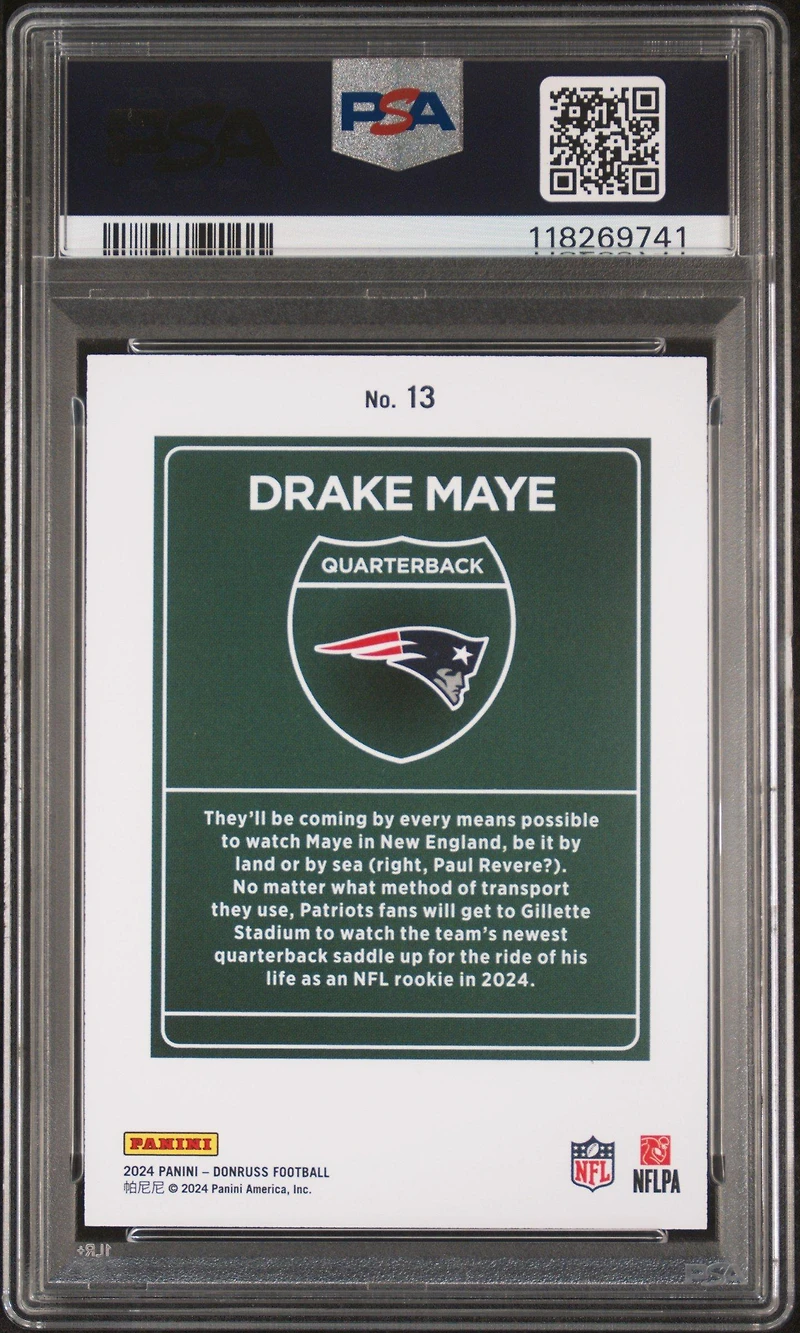 PSA
PSA
118269741
No. 13
DRAKE MAYE
QUARTERBACK
They'll be coming by every means possible
to watch Maye in New England, be it by
land or by sea (right, Paul Revere?).
No matter what method of transport
they use, Patriots fans will get to Gillette
Stadium to watch the team's newest
quarterback saddle up for the ride of his
life as an NFL rookie in 2024.
PANINI
2024 PANINI – DONRUSS FOOTBALL
帕尼尼 © 2024 Panini America, Inc.
NFL
NFLPA
1LR+
PSA